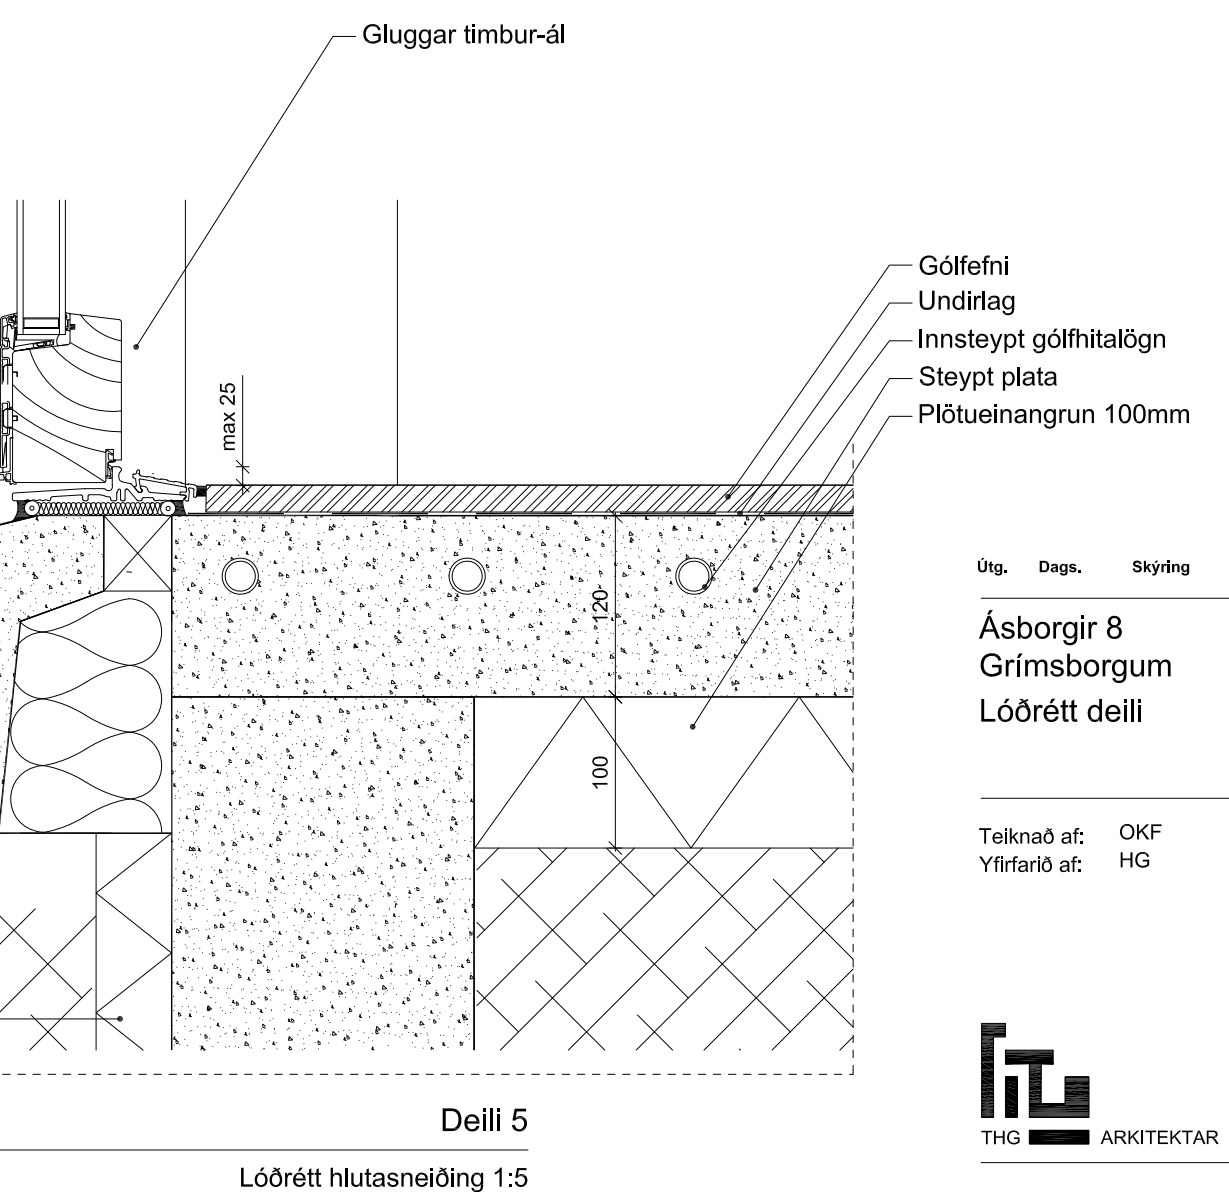 Gluggar timbur-ál
Gólfefni
Undirlag
Innsteypt gólfhitalögn
Steypt plata
Plötueinangrun 100mm
max 25
120
100
Útg. Dags. Skýring
Ásborgir 8
Grímsborgum
Lóðrétt deili
Teiknað af: OKF
Yfirfarið af: HG
THG ARKITEKTAR
Deili 5
Lóðrétt hlutasneiðing 1:5